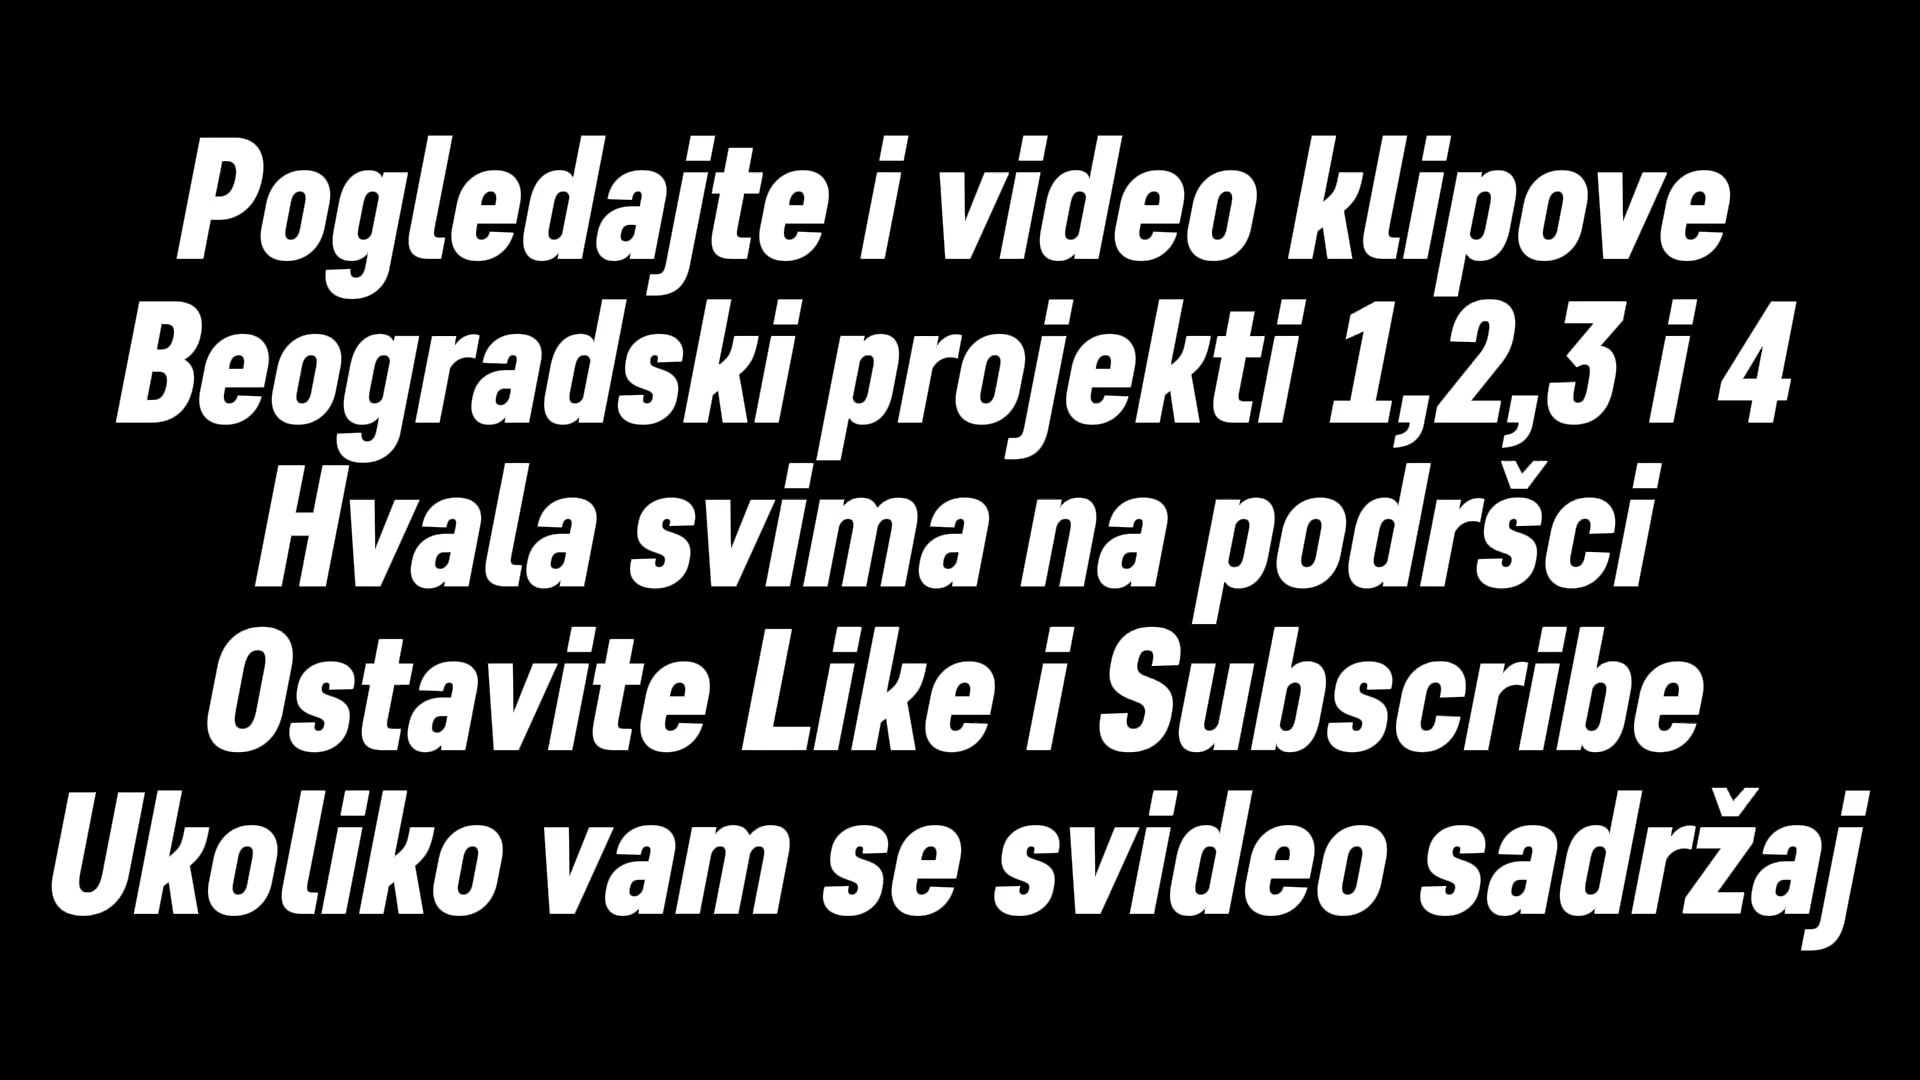 Pogledajte i video klipove
Beogradski projekti 1,2,3 i 4
Hvala svima na podršci
Ostavite Like i Subscribe
Ukoliko vam se svideo sadržaj